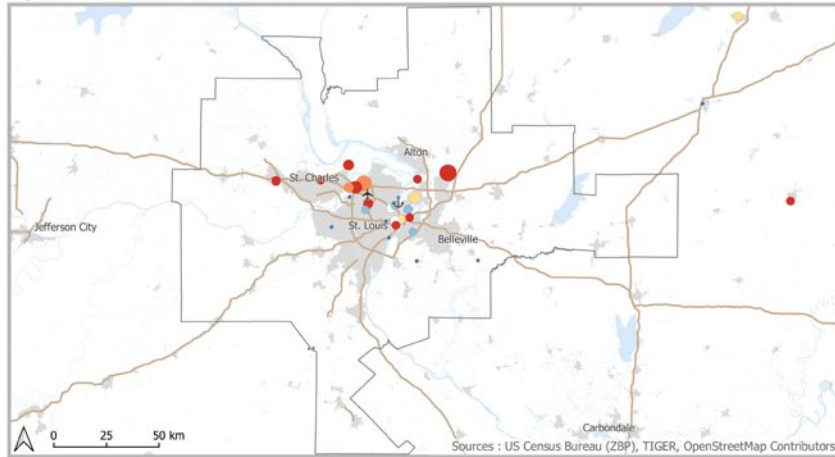 Alton
St. Charles
St. Louis
Jefferson City
Belleville
Carbondale
0 25 50 km
Sources : US Census Bureau (ZBP), TIGER, OpenStreetMap Contributors